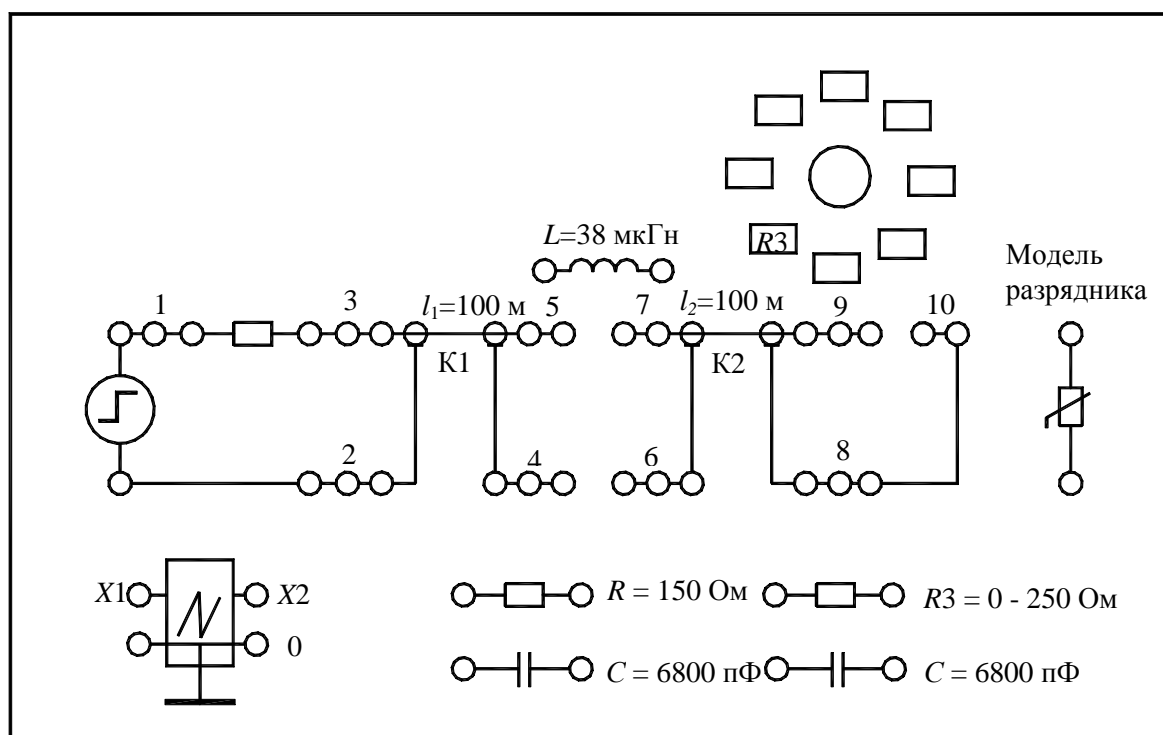 R3
L=38 мкГн
Модель
разрядника
1
3
l₁=100 м
5
7
l₂=100 м
9
10
К1
К2
2
4
6
8
X1
X2
0
R = 150 Ом
R3 = 0 - 250 Ом
C = 6800 пФ
C = 6800 пФ